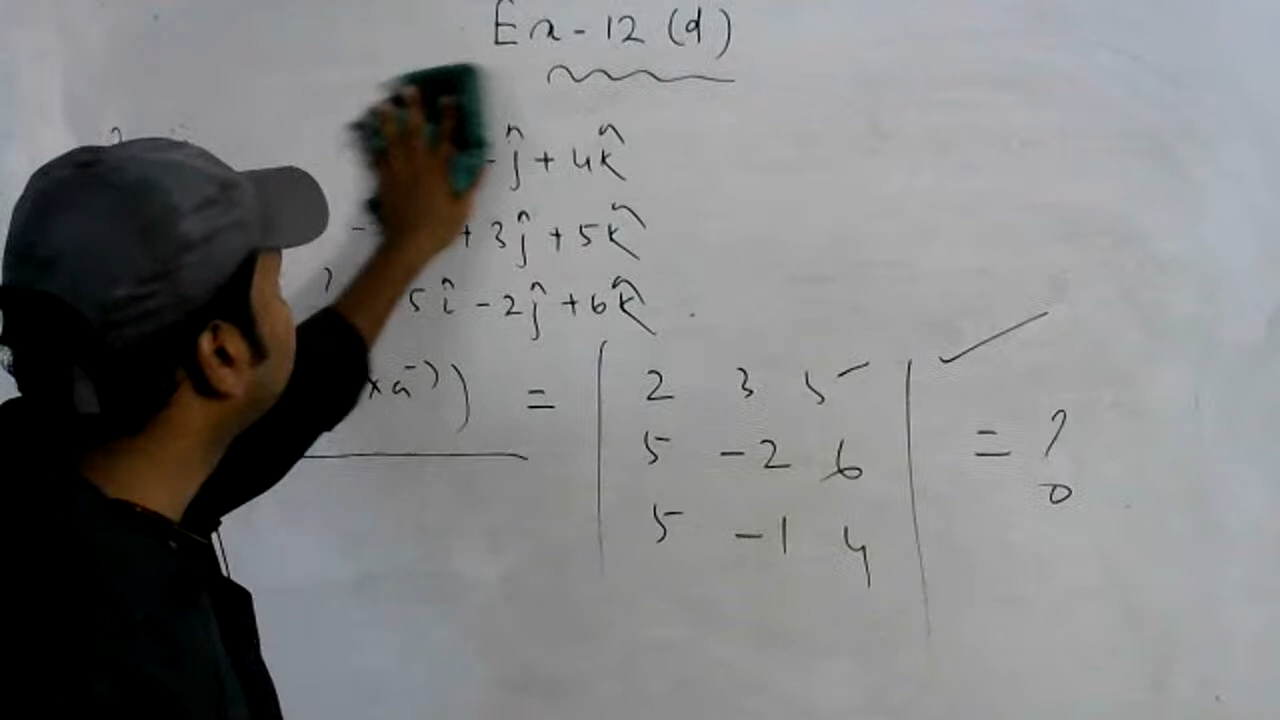 Ex-12 (d)
-ĵ + 4k̂
+ 3ĵ + 5k̂
5î - 2ĵ + 6k̂
×a⃗)) = | 2 3 5 |
| 5 -2 6 | = ?
| 5 -1 4 |